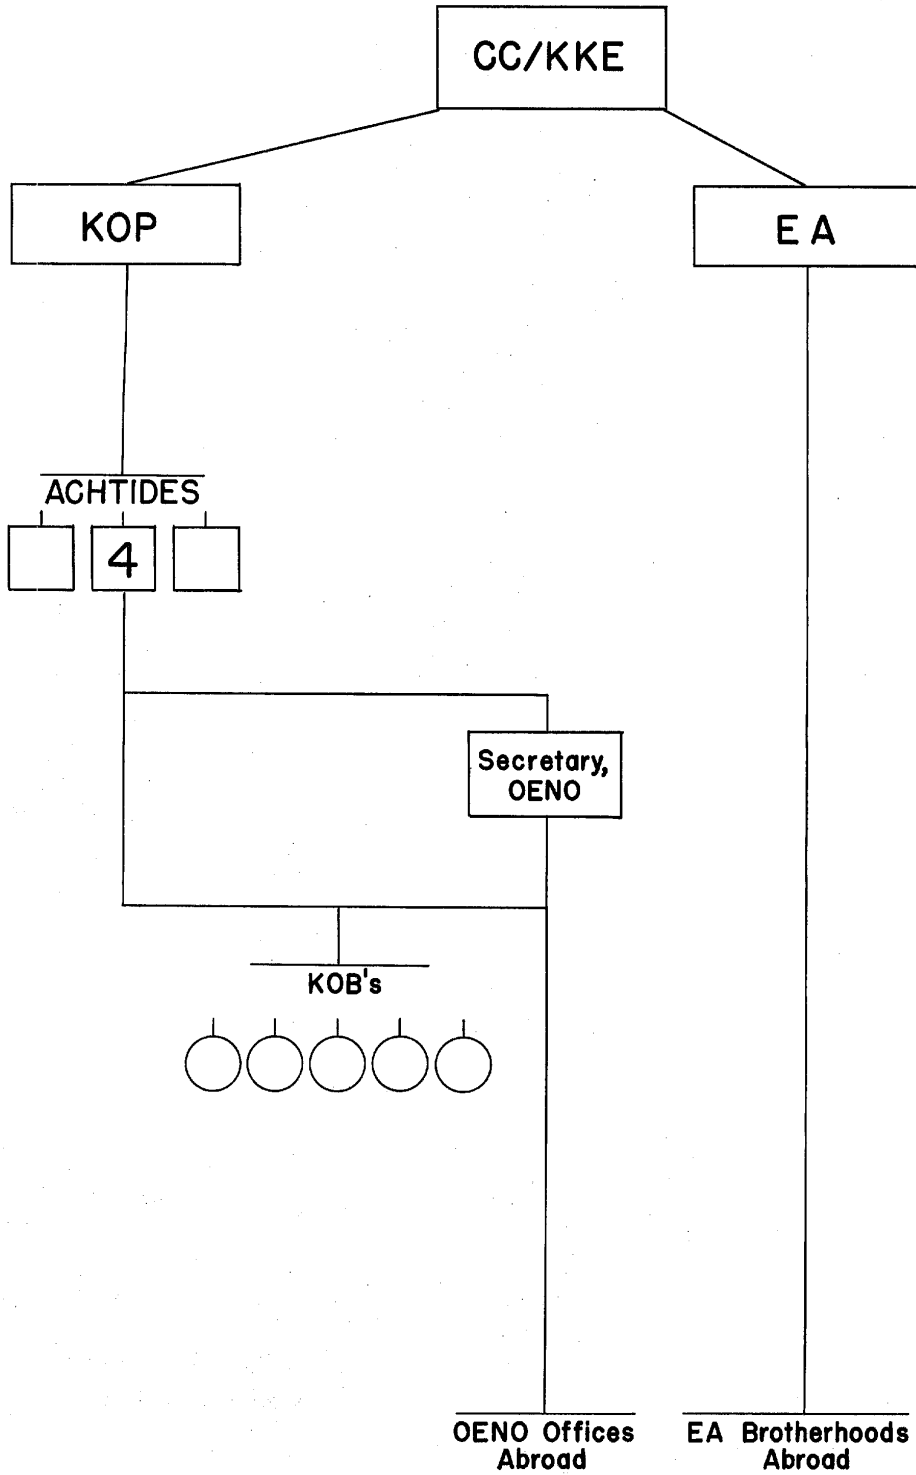 CC/KKE
KOP
EA
ACHTIDES
4
Secretary,
OENO
KOB's
OENO Offices
Abroad
EA Brotherhoods
Abroad